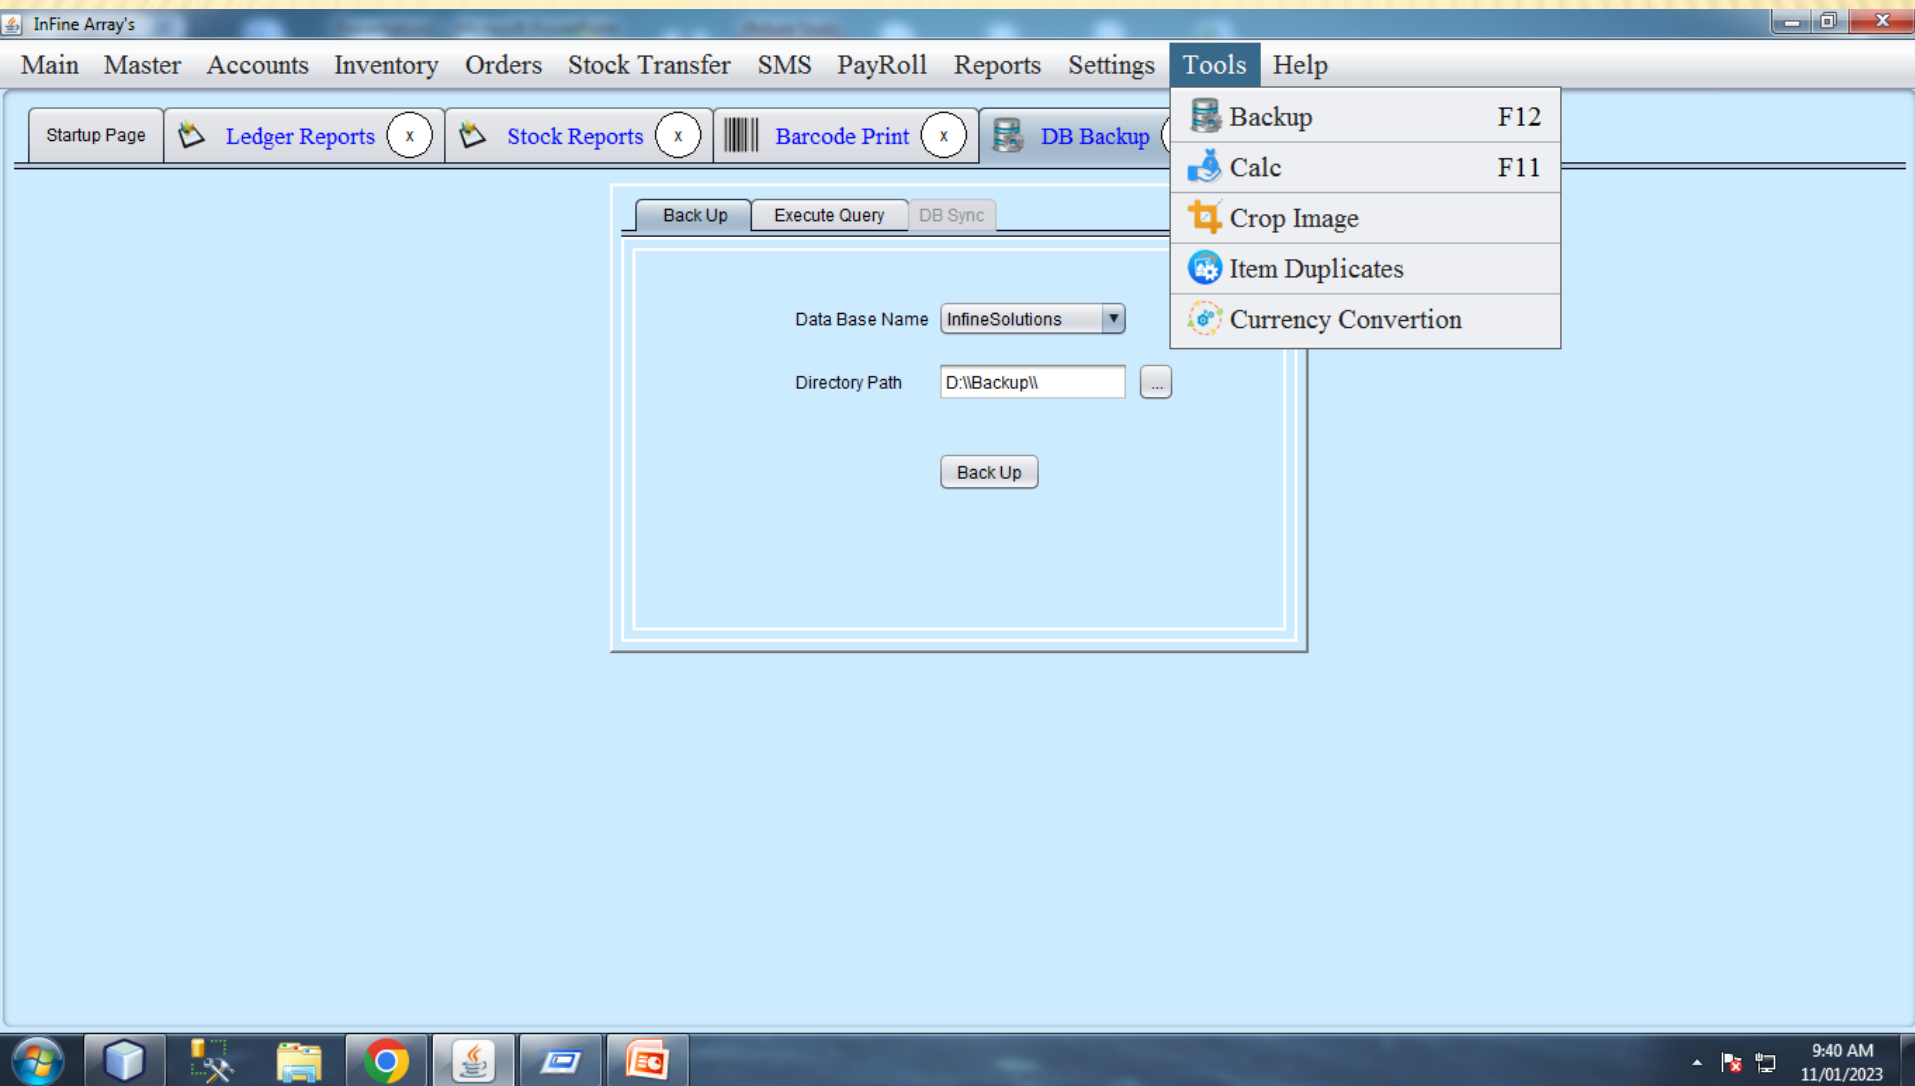 InFine Array's
Main Master Accounts Inventory Orders Stock Transfer SMS PayRoll Reports Settings Tools Help
Startup Page Ledger Reports x Stock Reports x Barcode Print x DB Backup
Backup F12
Calc F11
Crop Image
Item Duplicates
Currency Convertion
Back Up Execute Query DB Sync
Data Base Name InfineSolutions
Directory Path D:\\Backup\\ ...
Back Up
9:40 AM
11/01/2023